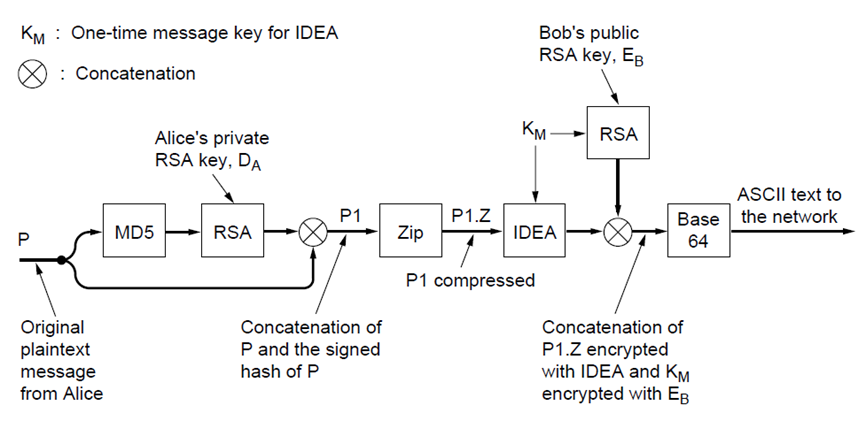 K_M : One-time message key for IDEA
: Concatenation
Bob's public
RSA key, E_B
Alice's private
RSA key, D_A
K_M
RSA
P
MD5
RSA
P1
Zip
P1.Z
IDEA
Base
64
ASCII text to
the network
P1 compressed
Original
plaintext
message
from Alice
Concatenation of
P and the signed
hash of P
Concatenation of
P1.Z encrypted
with IDEA and K_M
encrypted with E_B